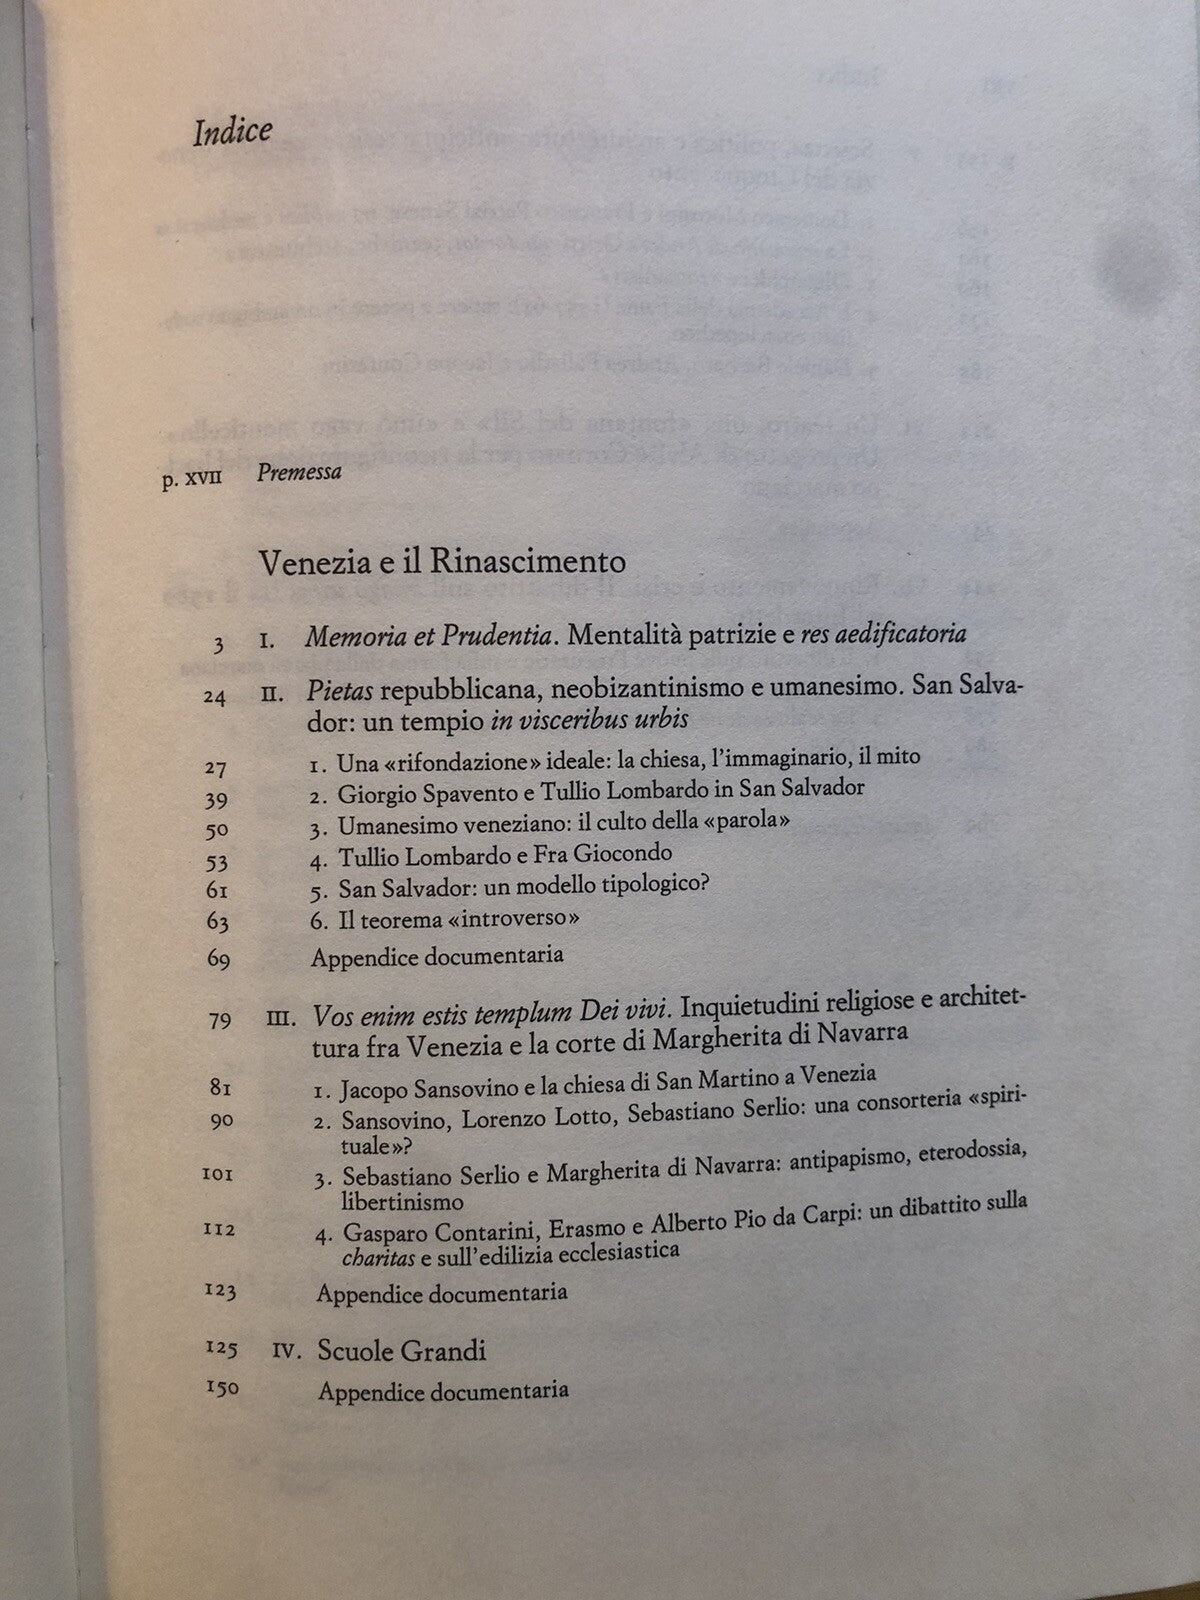 Indice
p. XVII Premessa
Venezia e il Rinascimento
3 I. Memoria et Prudentia. Mentalità patrizie e res aedificatoria
24 II. Pietas repubblicana, neobizantinismo e umanesimo. San Salva-
dor: un tempio in visceribus urbis
27 1. Una «rifondazione» ideale: la chiesa, l'immaginario, il mito
39 2. Giorgio Spavento e Tullio Lombardo in San Salvador
50 3. Umanesimo veneziano: il culto della «parola»
53 4. Tullio Lombardo e Fra Giocondo
61 5. San Salvador: un modello tipologico?
63 6. Il teorema «introverso»
69 Appendice documentaria
79 III. Vos enim estis templum Dei vivi. Inquietudini religiose e architet-
tura fra Venezia e la corte di Margherita di Navarra
81 1. Jacopo Sansovino e la chiesa di San Martino a Venezia
90 2. Sansovino, Lorenzo Lotto, Sebastiano Serlio: una consorteria «spiri-
tuale»?
101 3. Sebastiano Serlio e Margherita di Navarra: antipapismo, eterodossia,
libertinismo
112 4. Gasparo Contarini, Erasmo e Alberto Pio da Carpi: un dibattito sulla
charitas e sull'edilizia ecclesiastica
123 Appendice documentaria
125 IV. Scuole Grandi
150 Appendice documentaria